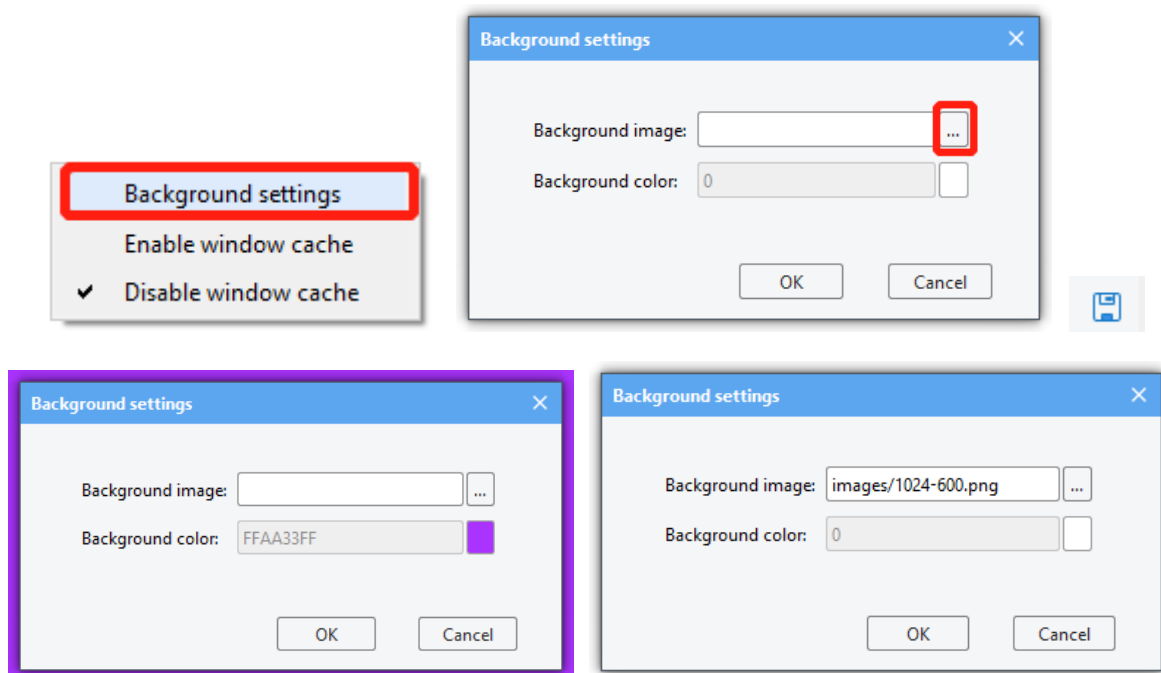 Background settings
Enable window cache
Disable window cache
Background settings
Background image:
...
Background color:
0
OK
Cancel
Background settings
Background image:
...
Background color:
FFAA33FF
OK
Cancel
Background settings
Background image:
images/1024-600.png
...
Background color:
0
OK
Cancel